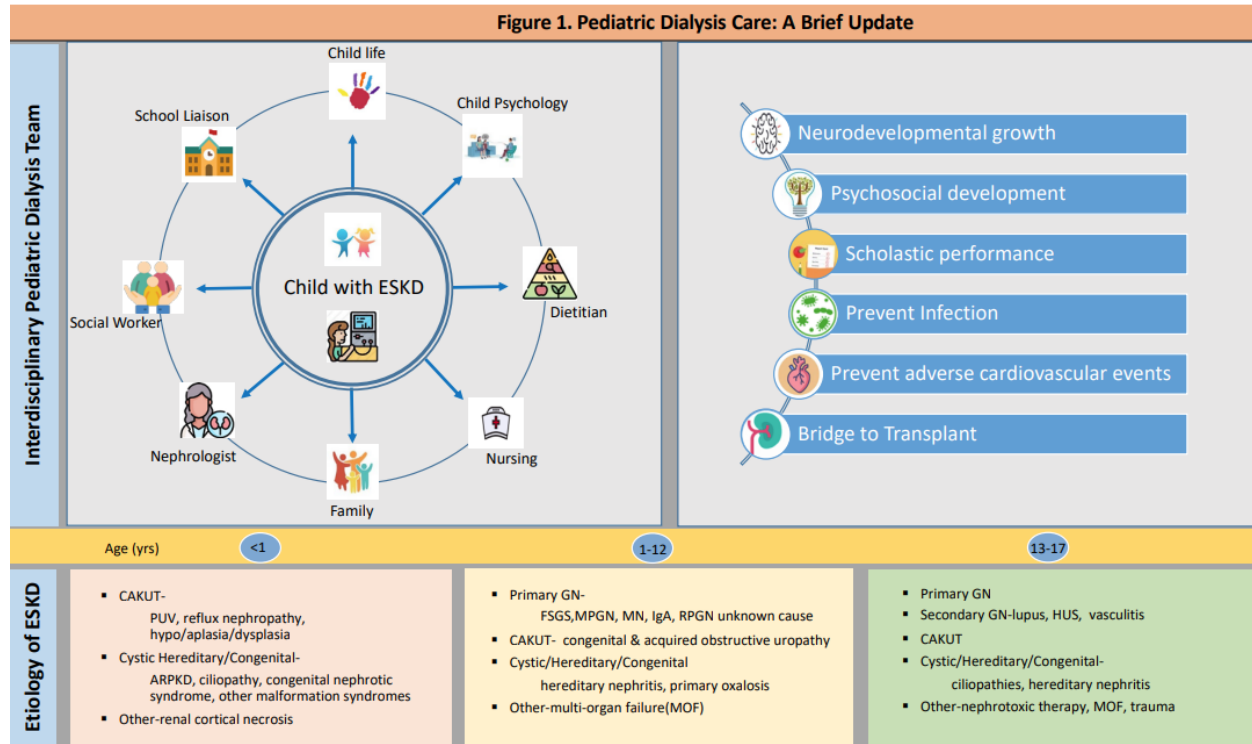 Figure 1. Pediatric Dialysis Care: A Brief Update
Interdisciplinary Pediatric Dialysis Team
Child life
School Liaison
Child Psychology
Child with ESKD
Social Worker
Dietitian
Nephrologist
Nursing
Family
Neurodevelopmental growth
Psychosocial development
Scholastic performance
Prevent Infection
Prevent adverse cardiovascular events
Bridge to Transplant
Age (yrs)
<1
1-12
13-17
Etiology of ESKD
▪ CAKUT-
PUV, reflux nephropathy,
hypo/aplasia/dysplasia
▪ Cystic Hereditary/Congenital-
ARPKD, ciliopathy, congenital nephrotic
syndrome, other malformation syndromes
▪ Other-renal cortical necrosis
▪ Primary GN-
FSGS,MPGN, MN, IgA, RPGN unknown cause
▪ CAKUT- congenital & acquired obstructive uropathy
▪ Cystic/Hereditary/Congenital
hereditary nephritis, primary oxalosis
▪ Other-multi-organ failure(MOF)
▪ Primary GN
▪ Secondary GN-lupus, HUS, vasculitis
▪ CAKUT
▪ Cystic/Hereditary/Congenital-
ciliopathies, hereditary nephritis
▪ Other-nephrotoxic therapy, MOF, trauma